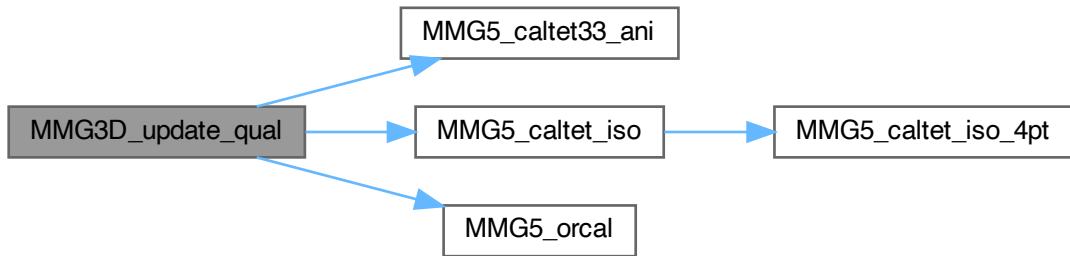 MMG5_caltet33_ani
MMG3D_update_qual
MMG5_caltet_iso
MMG5_caltet_iso_4pt
MMG5_orcal